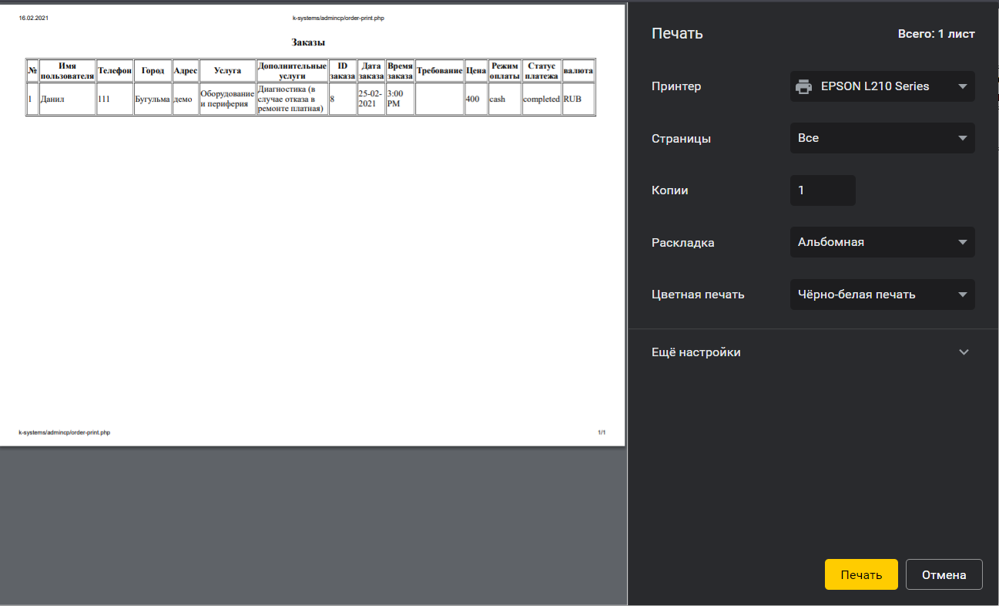 16.02.2021 k-systems/admincp/order-print.php
Заказы
№ Имя пользователя Телефон Город Адрес Услуга Дополнительные услуги ID заказа Дата заказа Время заказа Требование Цена Режим оплаты Статус платежа валюта
1 Данил 111 Бугульма демо Оборудование и периферия Диагностика (в случае отказа в ремонте платная) 8 25-02-2021 3:00 PM 400 cash completed RUB
k-systems/admincp/order-print.php 1/1
Печать Всего: 1 лист
Принтер EPSON L210 Series
Страницы Все
Копии 1
Раскладка Альбомная
Цветная печать Чёрно-белая печать
Ещё настройки
Печать Отмена